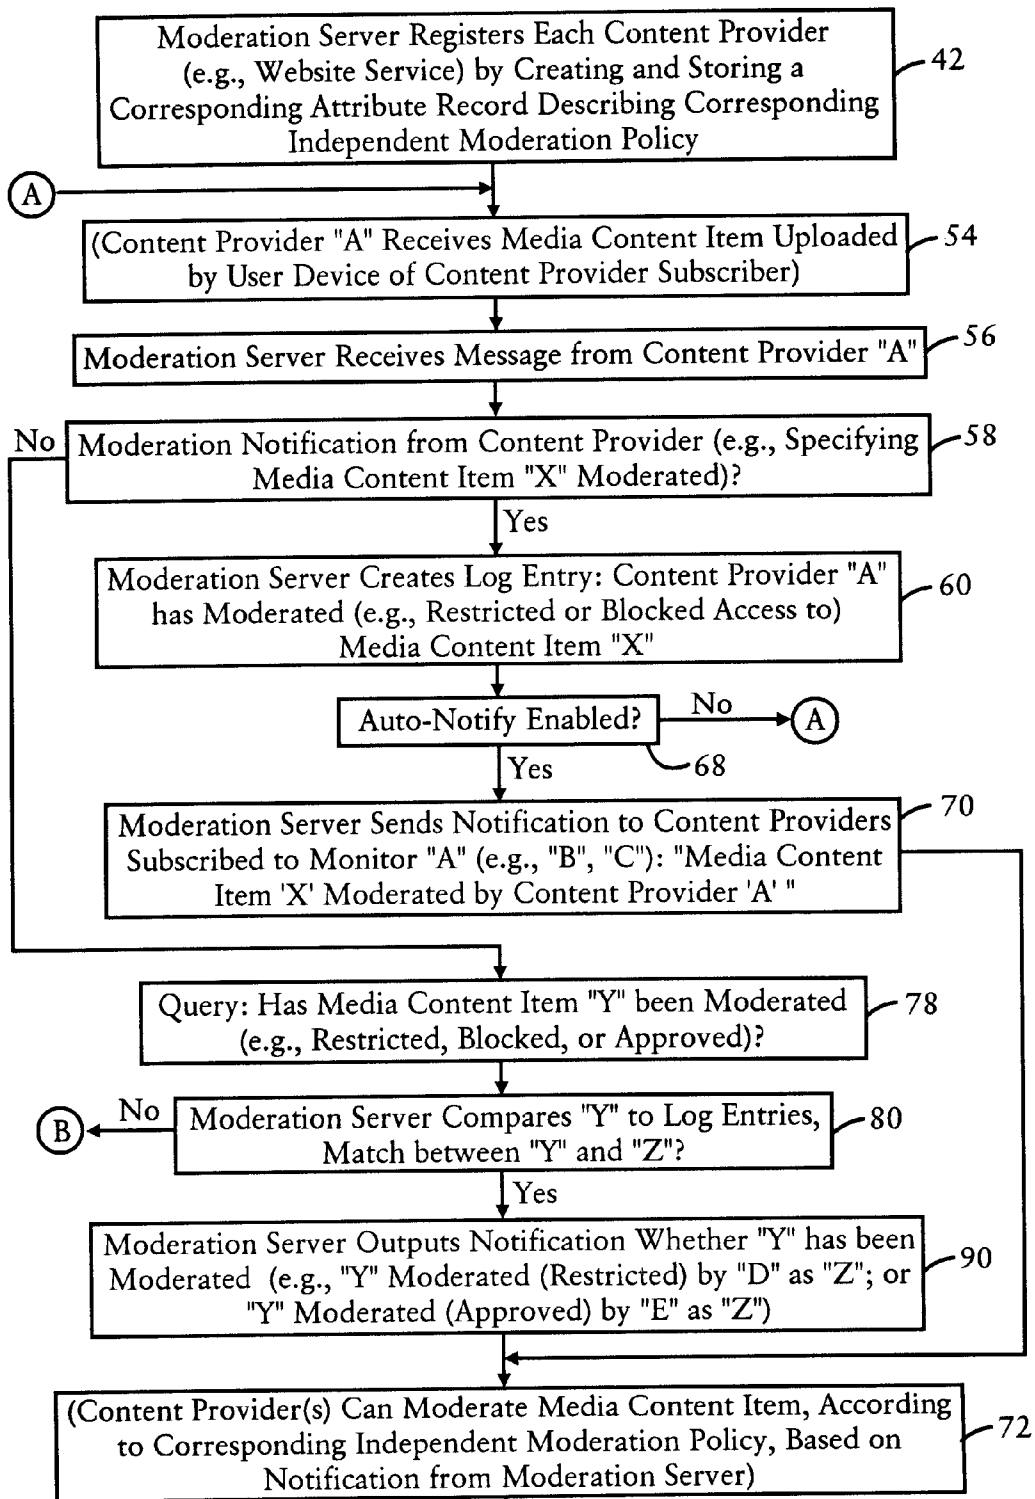 Moderation Server Registers Each Content Provider
(e.g., Website Service) by Creating and Storing a
Corresponding Attribute Record Describing Corresponding
Independent Moderation Policy
42
A
(Content Provider "A" Receives Media Content Item Uploaded
by User Device of Content Provider Subscriber)
54
Moderation Server Receives Message from Content Provider "A"
56
No
Moderation Notification from Content Provider (e.g., Specifying
Media Content Item "X" Moderated)?
58
Yes
Moderation Server Creates Log Entry: Content Provider "A"
has Moderated (e.g., Restricted or Blocked Access to)
Media Content Item "X"
60
Auto-Notify Enabled?
No
A
68
Yes
Moderation Server Sends Notification to Content Providers
Subscribed to Monitor "A" (e.g., "B", "C"): "Media Content
Item 'X' Moderated by Content Provider 'A' "
70
Query: Has Media Content Item "Y" been Moderated
(e.g., Restricted, Blocked, or Approved)?
78
B
No
Moderation Server Compares "Y" to Log Entries,
Match between "Y" and "Z"?
80
Yes
Moderation Server Outputs Notification Whether "Y" has been
Moderated (e.g., "Y" Moderated (Restricted) by "D" as "Z"; or
"Y" Moderated (Approved) by "E" as "Z")
90
(Content Provider(s) Can Moderate Media Content Item, According
to Corresponding Independent Moderation Policy, Based on
Notification from Moderation Server)
72